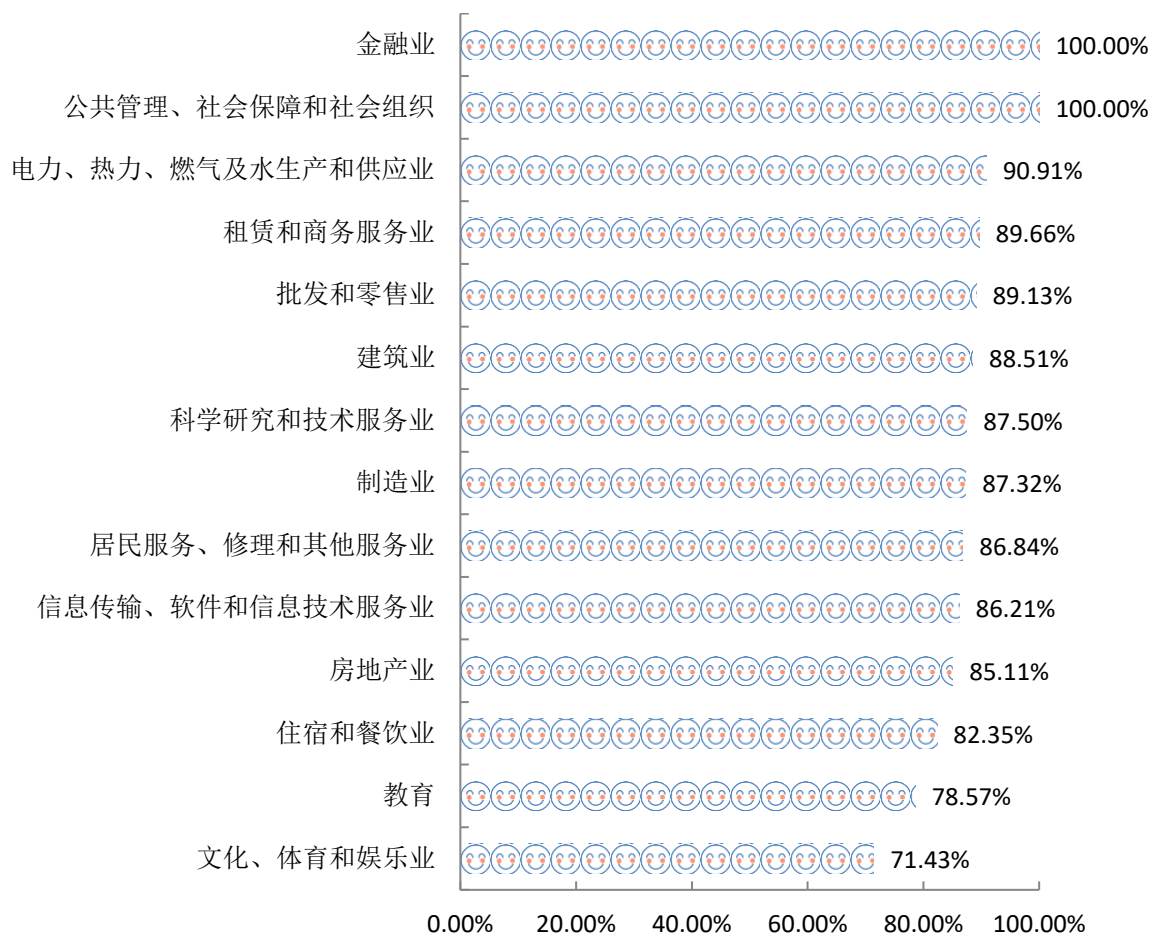 金融业 100.00%
公共管理、社会保障和社会组织 100.00%
电力、热力、燃气及水生产和供应业 90.91%
租赁和商务服务业 89.66%
批发和零售业 89.13%
建筑业 88.51%
科学研究和技术服务业 87.50%
制造业 87.32%
居民服务、修理和其他服务业 86.84%
信息传输、软件和信息技术服务业 86.21%
房地产业 85.11%
住宿和餐饮业 82.35%
教育 78.57%
文化、体育和娱乐业 71.43%
0.00% 20.00% 40.00% 60.00% 80.00% 100.00%